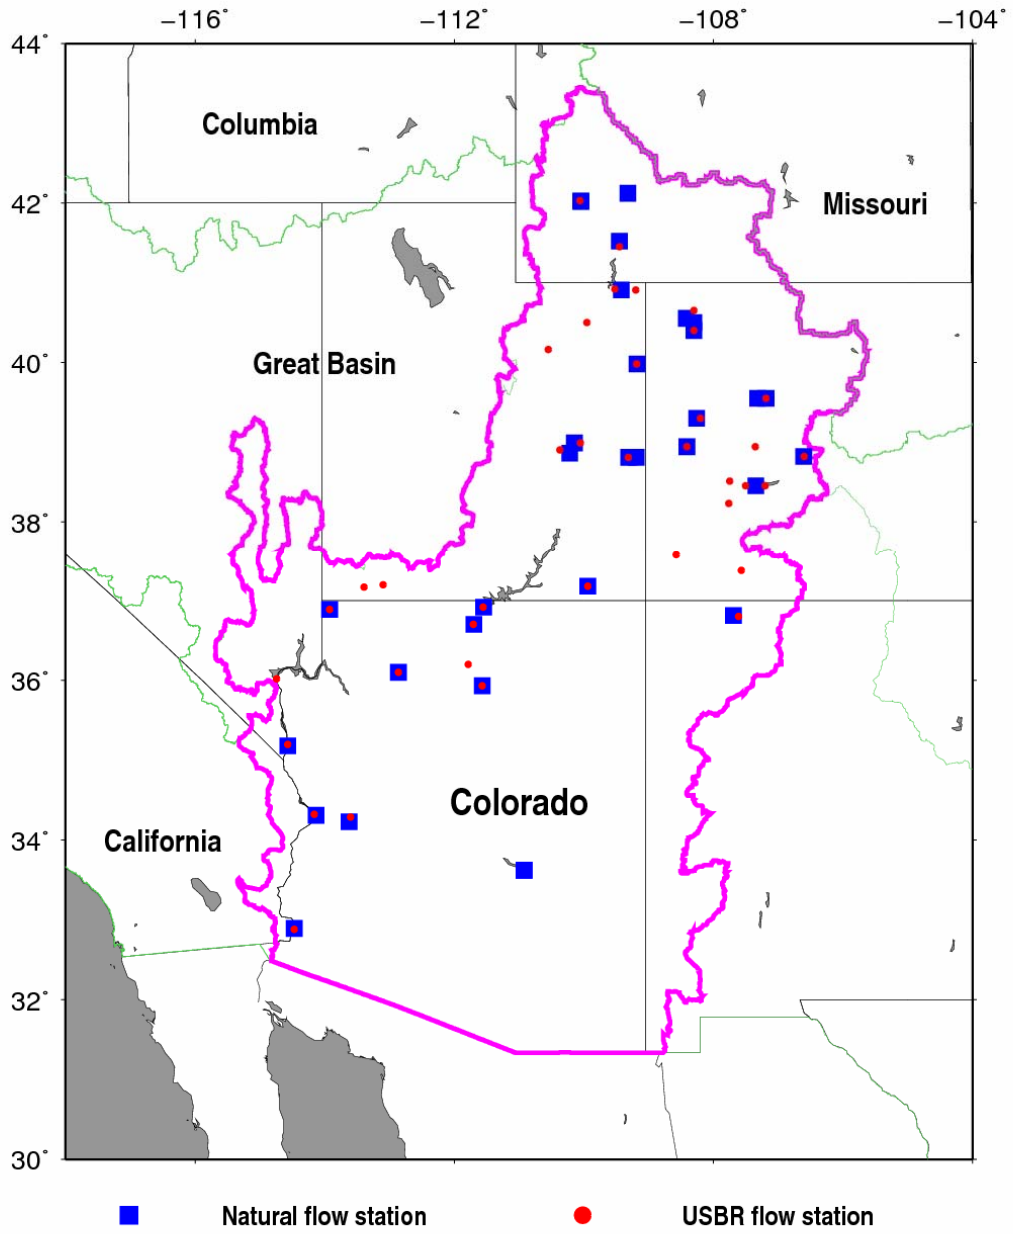 −116˚ −112˚ −108˚ −104˚
44˚
Columbia
42˚
Missouri
40˚
Great Basin
38˚
36˚
Colorado
34˚
California
32˚
30˚
Natural flow station USBR flow station